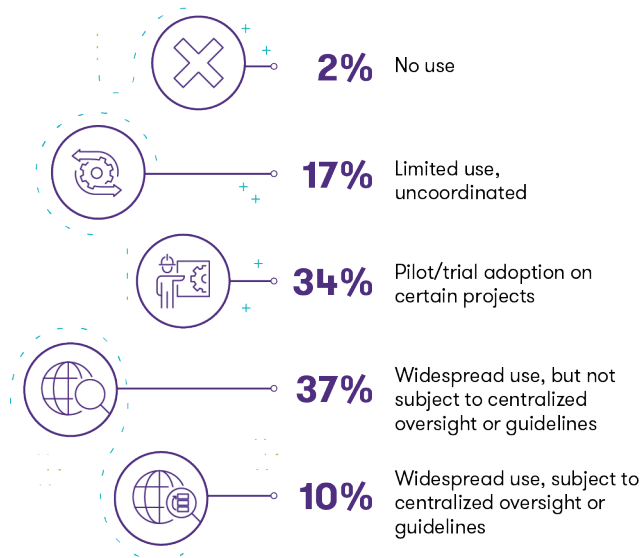 2% No use
17% Limited use,
uncoordinated
34% Pilot/trial adoption on
certain projects
37% Widespread use, but not
subject to centralized
oversight or guidelines
10% Widespread use, subject to
centralized oversight or
guidelines